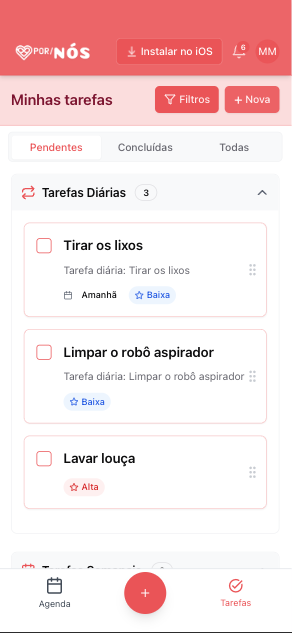 POR/NÓS
Instalar no iOS
6
MM
Minhas tarefas
Filtros
+ Nova
Pendentes
Concluídas
Todas
Tarefas Diárias
3
Tirar os lixos
Tarefa diária: Tirar os lixos
Amanhã
Baixa
Limpar o robô aspirador
Tarefa diária: Limpar o robô aspirador
Baixa
Lavar louça
Alta
Agenda
+
Tarefas